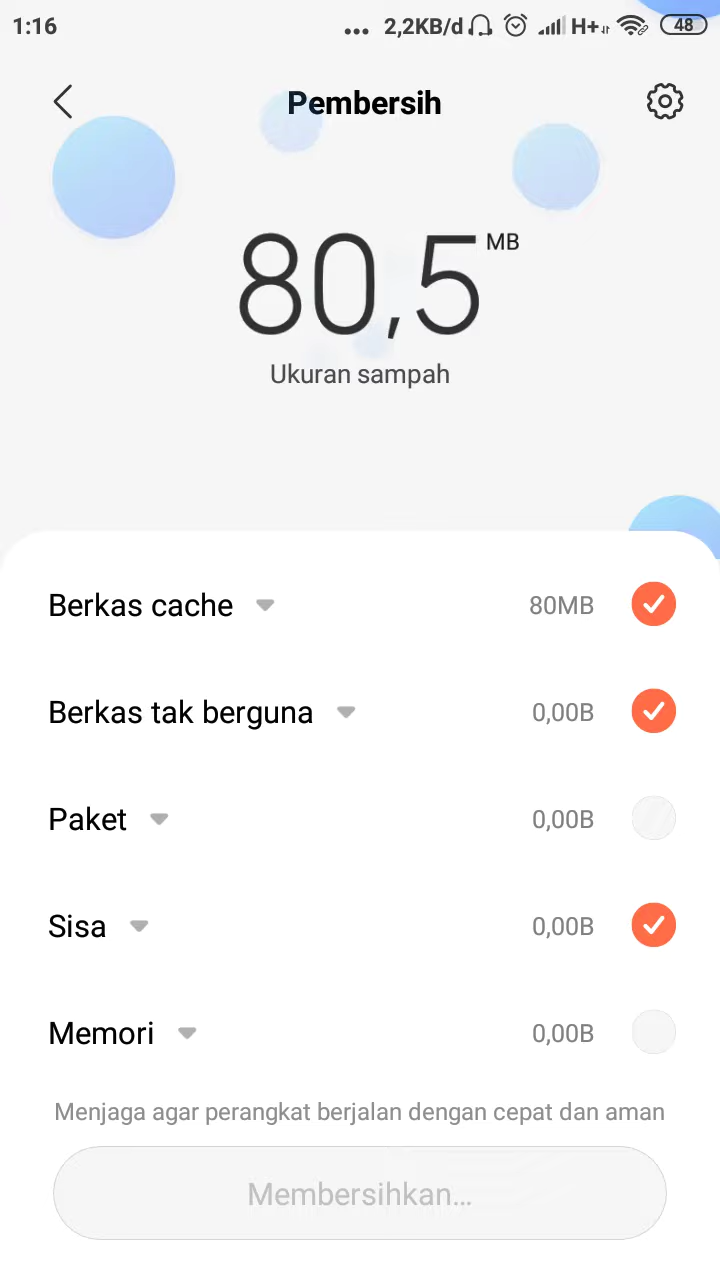 1:16 ... 2,2KB/d H+ 48
Pembersih
80,5 MB
Ukuran sampah
Berkas cache 80MB
Berkas tak berguna 0,00B
Paket 0,00B
Sisa 0,00B
Memori 0,00B
Menjaga agar perangkat berjalan dengan cepat dan aman
Membersihkan...